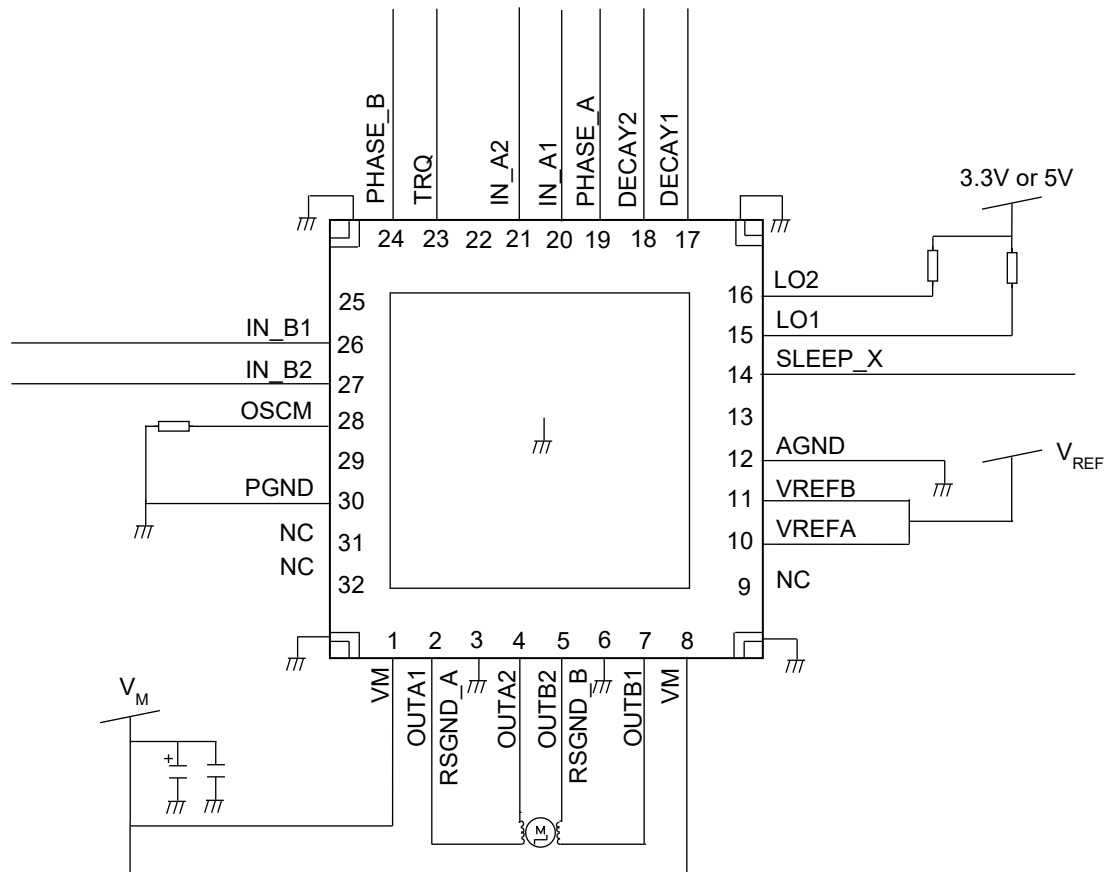 PHASE_B
TRQ
IN_A2
IN_A1
PHASE_A
DECAY2
DECAY1
3.3V or 5V
24 23 22 21 20 19 18 17
25
16 LO2
IN_B1 26
15 LO1
IN_B2 27
14 SLEEP_X
OSCM 28
13
29
12 AGND
VREF
PGND 30
11 VREFB
NC 31
10 VREFA
NC 32
9 NC
1 2 3 4 5 6 7 8
VM
OUTA1
RSGND_A
OUTA2
OUTB2
RSGND_B
OUTB1
VM
VM
+
M